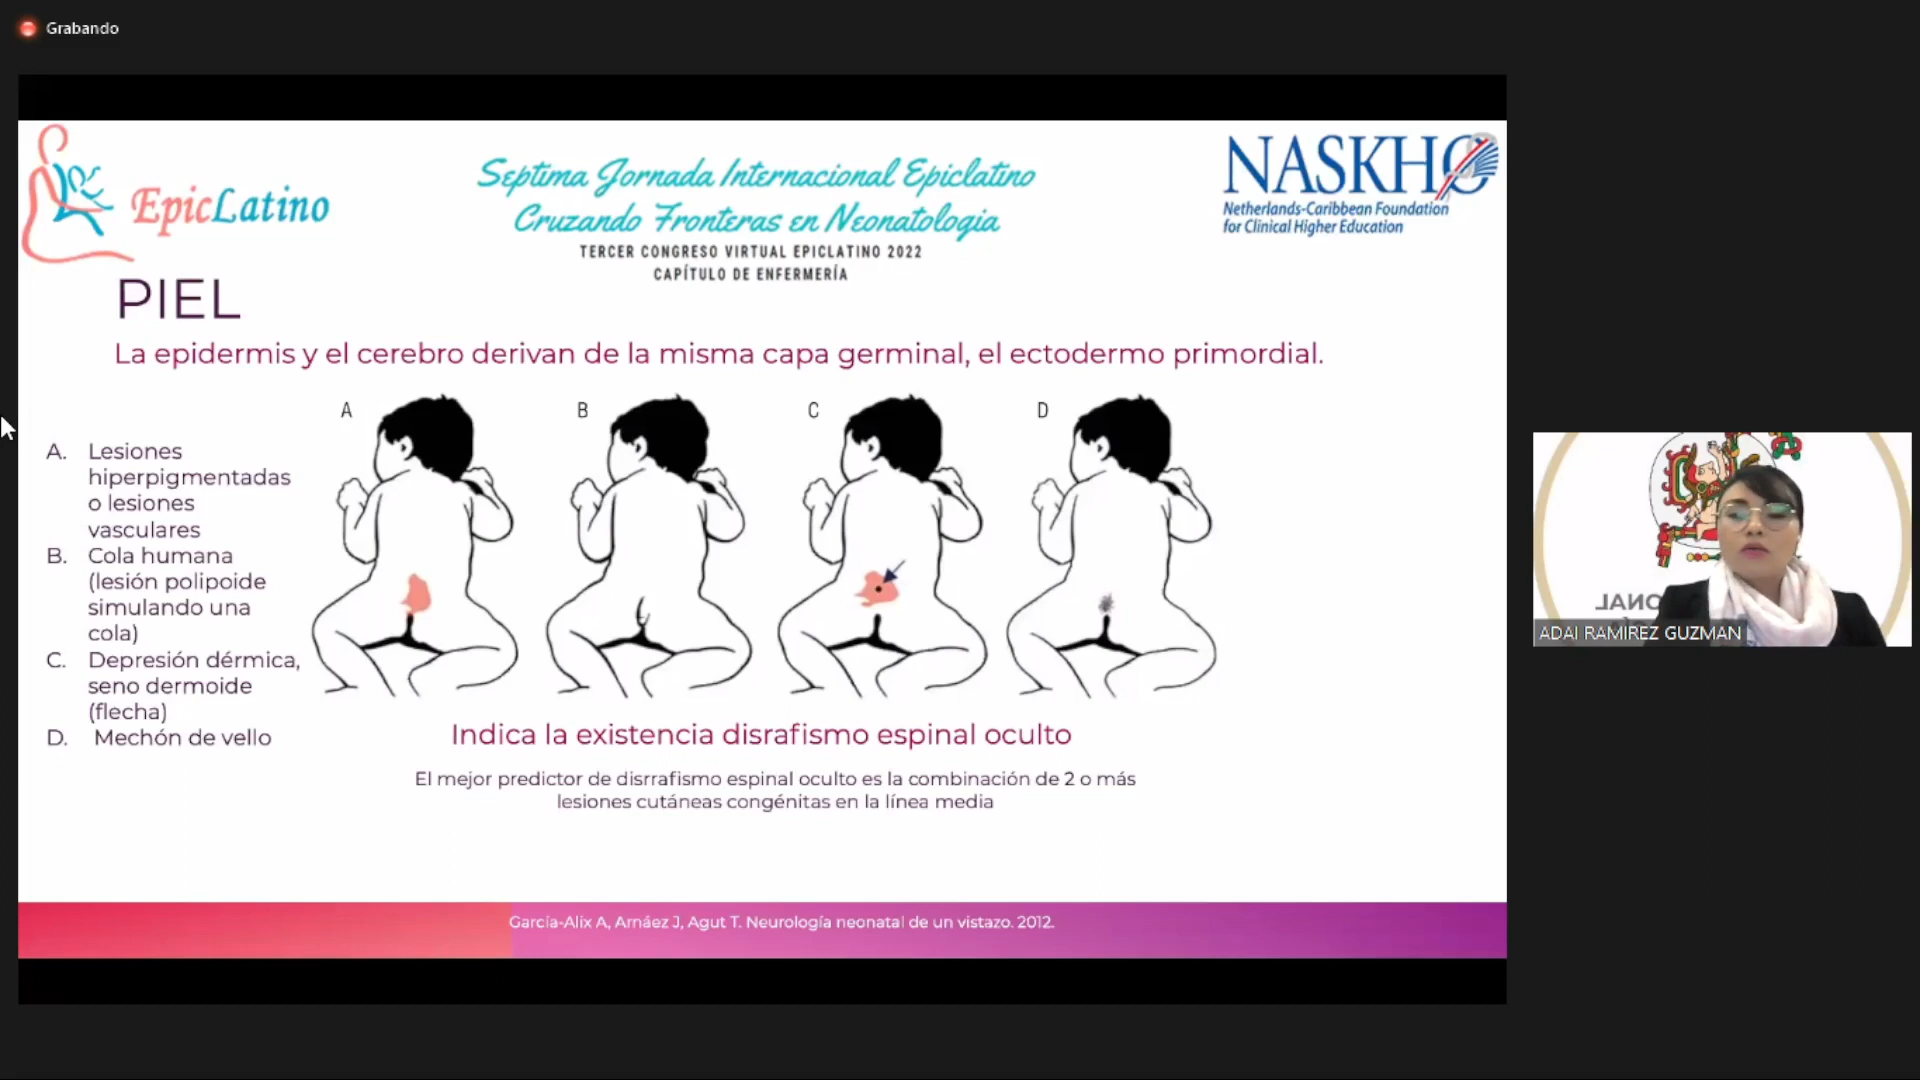 Grabando
EpicLatino
Septima Jornada Internacional Epiclatino
Cruzando Fronteras en Neonatologia
TERCER CONGRESO VIRTUAL EPICLATINO 2022
CAPÍTULO DE ENFERMERÍA
NASKHO
Netherlands-Caribbean Foundation
for Clinical Higher Education
PIEL
La epidermis y el cerebro derivan de la misma capa germinal, el ectodermo primordial.
A B C D
A. Lesiones
hiperpigmentadas
o lesiones
vasculares
B. Cola humana
(lesión polipoide
simulando una
cola)
C. Depresión dérmica,
seno dermoide
(flecha)
D. Mechón de vello
Indica la existencia disrafismo espinal oculto
El mejor predictor de disrrafismo espinal oculto es la combinación de 2 o más
lesiones cutáneas congénitas en la línea media
García-Alix A, Arnáez J, Agut T. Neurología neonatal de un vistazo. 2012.
ADAI RAMIREZ GUZMAN